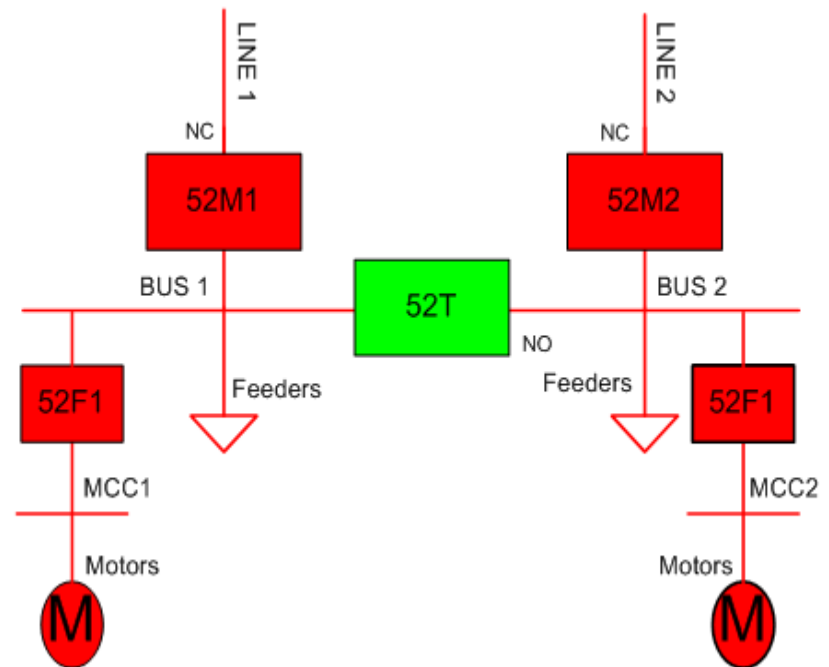 LINE 1
LINE 2
NC
NC
52M1
52M2
BUS 1
52T
BUS 2
NO
52F1
Feeders
Feeders
52F1
MCC1
MCC2
Motors
Motors
M
M